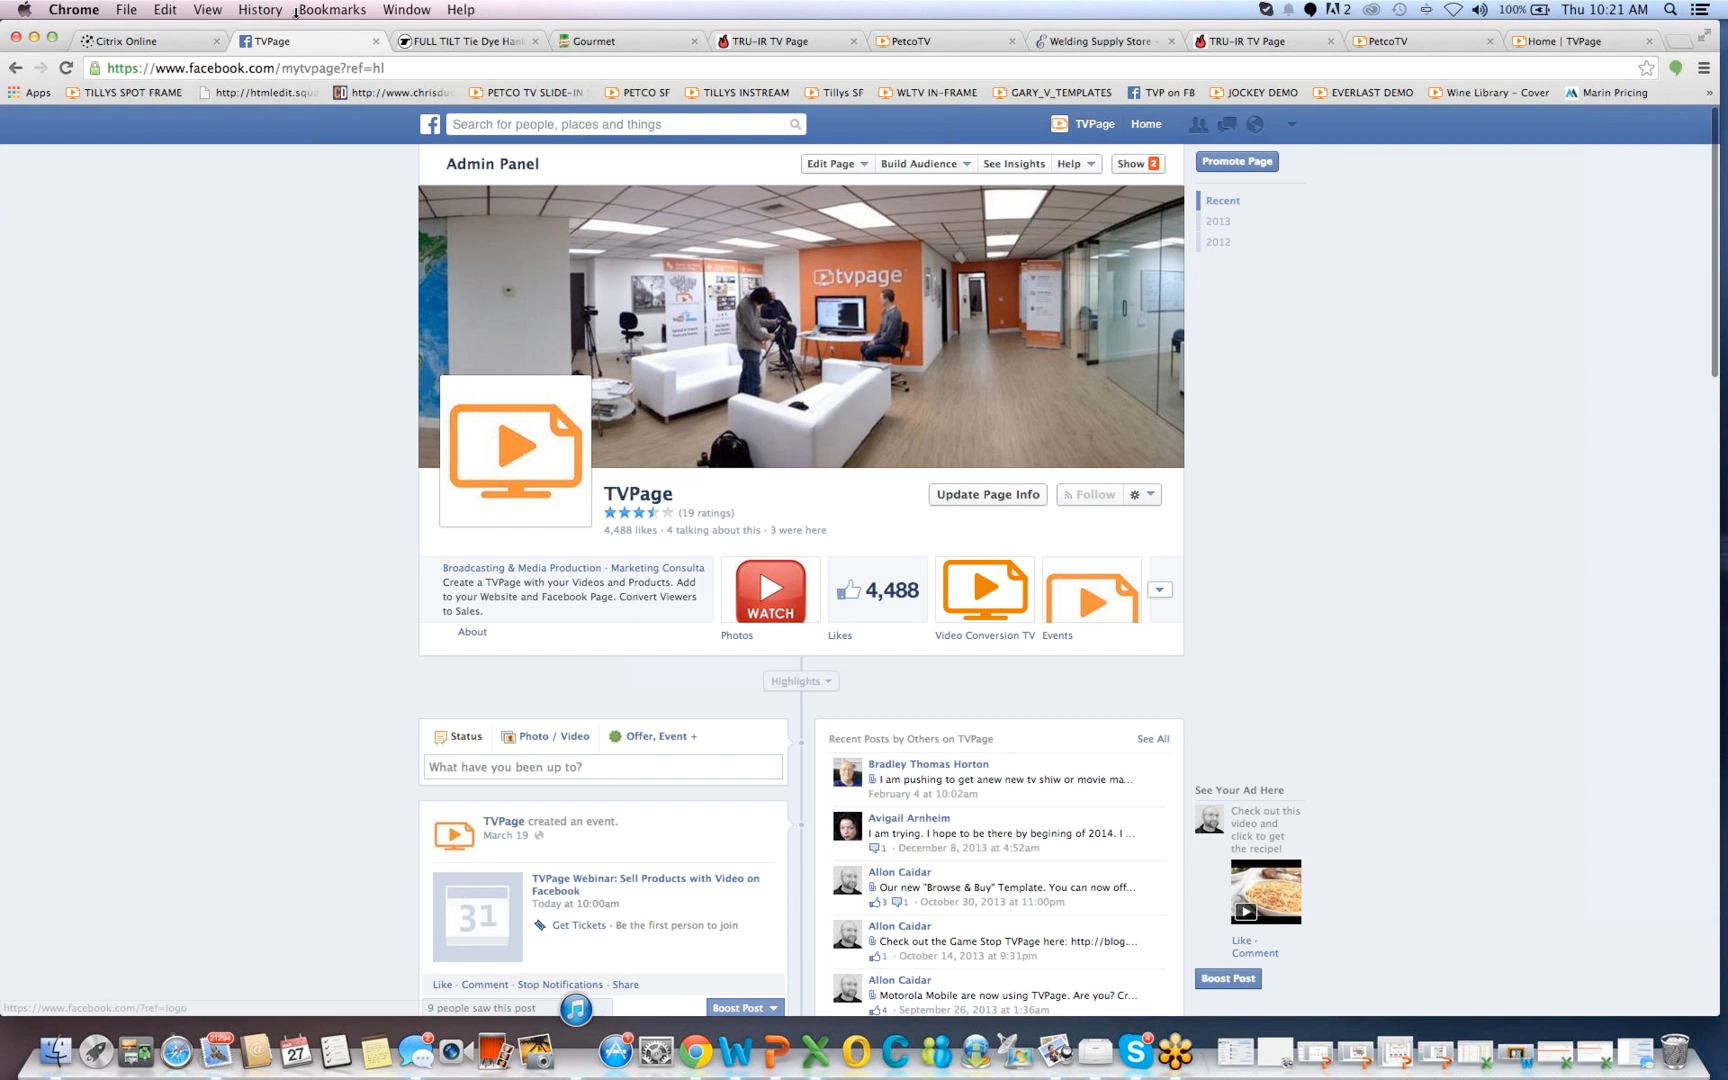 Chrome File Edit View History Bookmarks Window Help
2 100% Thu 10:21 AM
Citrix Online TVPage FULL TILT Tie Dye Han Gourmet TRU-IR TV Page PetcoTV Welding Supply Store - TRU-IR TV Page PetcoTV Home | TVPage
https://www.facebook.com/mytvpage?ref=hl
Apps TILLYS SPOT FRAME http://htmledit.squa http://www.chrisdu PETCO TV SLIDE-IN PETCO SF TILLYS INSTREAM Tillys SF WLTV IN-FRAME GARY_V_TEMPLATES TVP on FB JOCKEY DEMO EVERLAST DEMO Wine Library - Cover Marin Pricing »
Search for people, places and things
TVPage Home
Admin Panel
Edit Page Build Audience See Insights Help Show 2
Promote Page
Recent
2013
2012
tvpage
TVPage
(19 ratings)
4,488 likes · 4 talking about this · 3 were here
Update Page Info Follow
Broadcasting & Media Production · Marketing Consulta
Create a TVPage with your Videos and Products. Add
to your Website and Facebook Page. Convert Viewers
to Sales.
About
WATCH
4,488
Photos Likes Video Conversion TV Events
Highlights
Status Photo / Video Offer, Event +
What have you been up to?
TVPage created an event.
March 19
31
TVPage Webinar: Sell Products with Video on
Facebook
Today at 10:00am
Get Tickets · Be the first person to join
Like · Comment · Stop Notifications · Share
9 people saw this post Boost Post
Recent Posts by Others on TVPage See All
Bradley Thomas Horton
I am pushing to get anew new tv shiw or movie ma...
February 4 at 10:02am
Avigail Arnheim
I am trying. I hope to be there by begining of 2014. I ...
1 · December 8, 2013 at 4:52am
Allon Caidar
Our new "Browse & Buy" Template. You can now off...
3 1 · October 30, 2013 at 11:00pm
Allon Caidar
Check out the Game Stop TVPage here: http://blog....
1 · October 14, 2013 at 9:31pm
Allon Caidar
Motorola Mobile are now using TVPage. Are you? Cr...
4 · September 26, 2013 at 1:36am
See Your Ad Here
Check out this
video and
click to get
the recipe!
Like ·
Comment
Boost Post
https://www.facebook.com/?ref=logo
21294
27
2
1